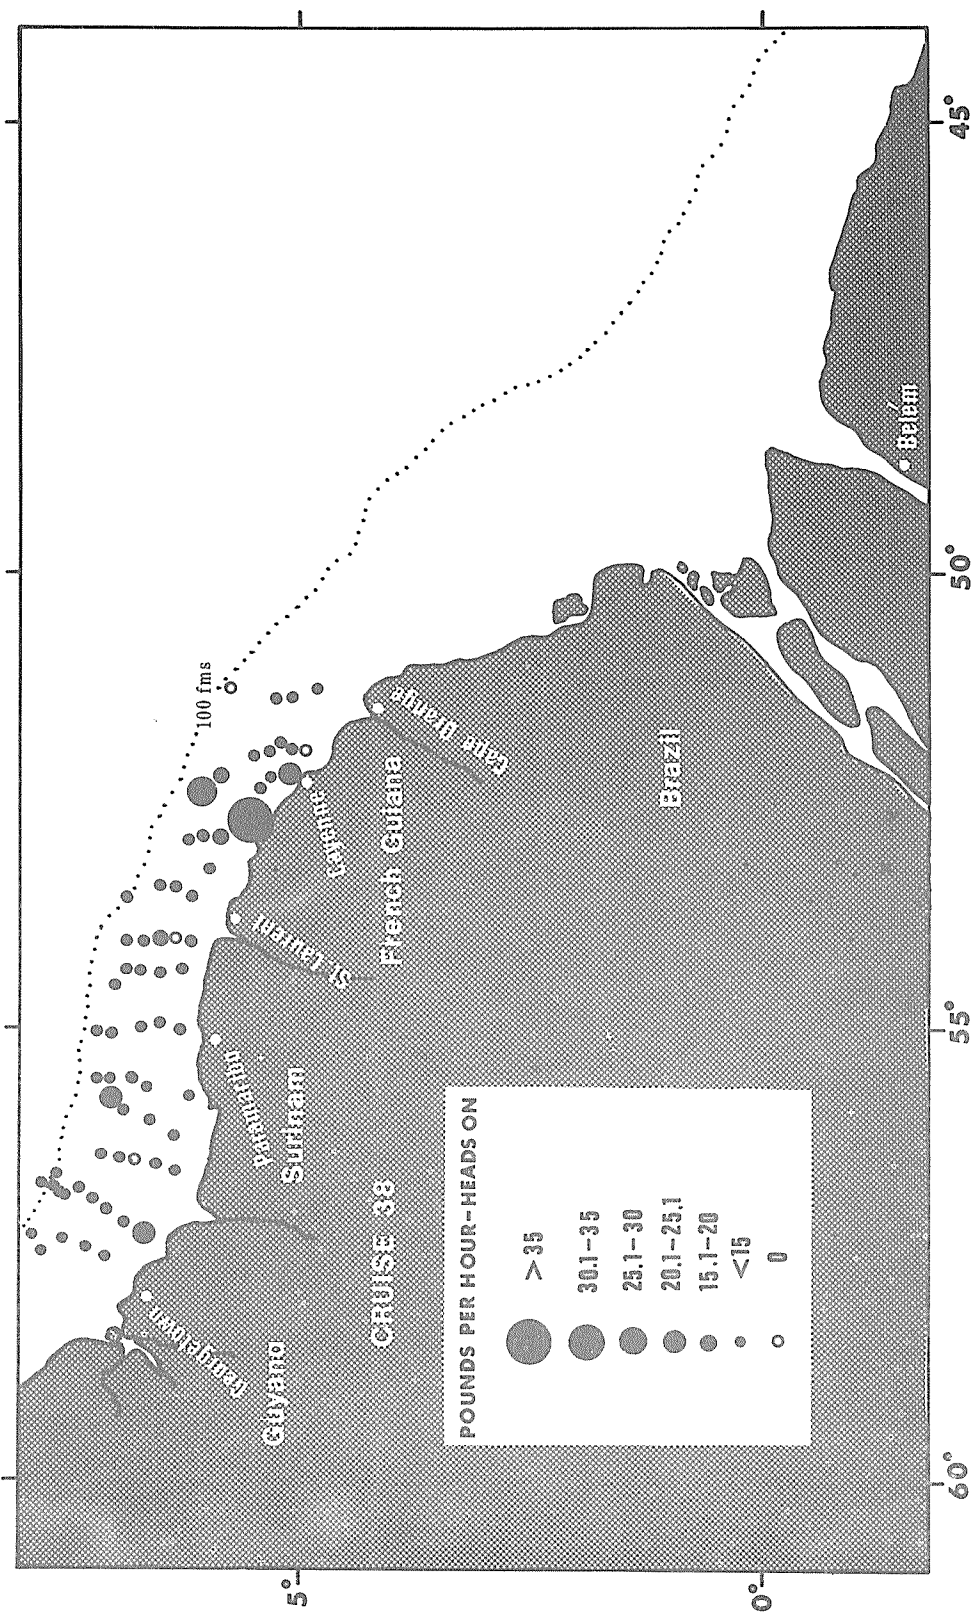 100 fms
45°
50°
55°
60°
5°
0°
Georgetown
Guyana
Paramaribo
Surinam
St. Laurent
Cayenne
French Guiana
Cape Orange
Brazil
Belém
CRUISE 38
POUNDS PER HOUR–HEADS ON
>35
30.1–35
25.1–30
20.1–25.1
15.1–20
<15
0